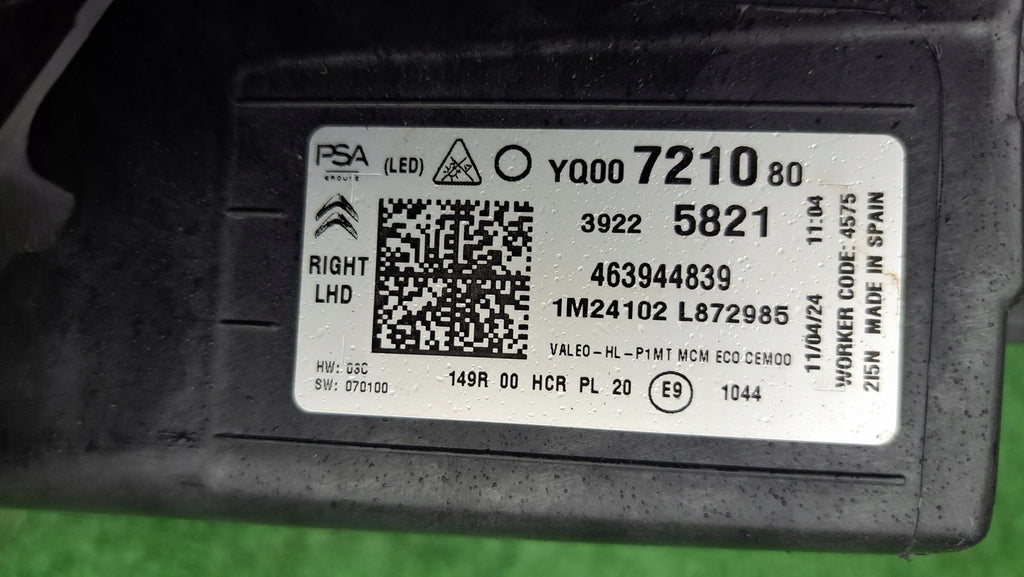 PSA
GROUPE
(LED)
YQ00 7210 80
3922 5821
RIGHT
LHD
463944839
1M24102 L872985
VALEO-HL-P1MT MCM ECO CEM00
HW: 03C
SW: 070100
149R 00 HCR PL 20 E9 1044
11/04/24 11:04
WORKER CODE: 4575
2I5N MADE IN SPAIN